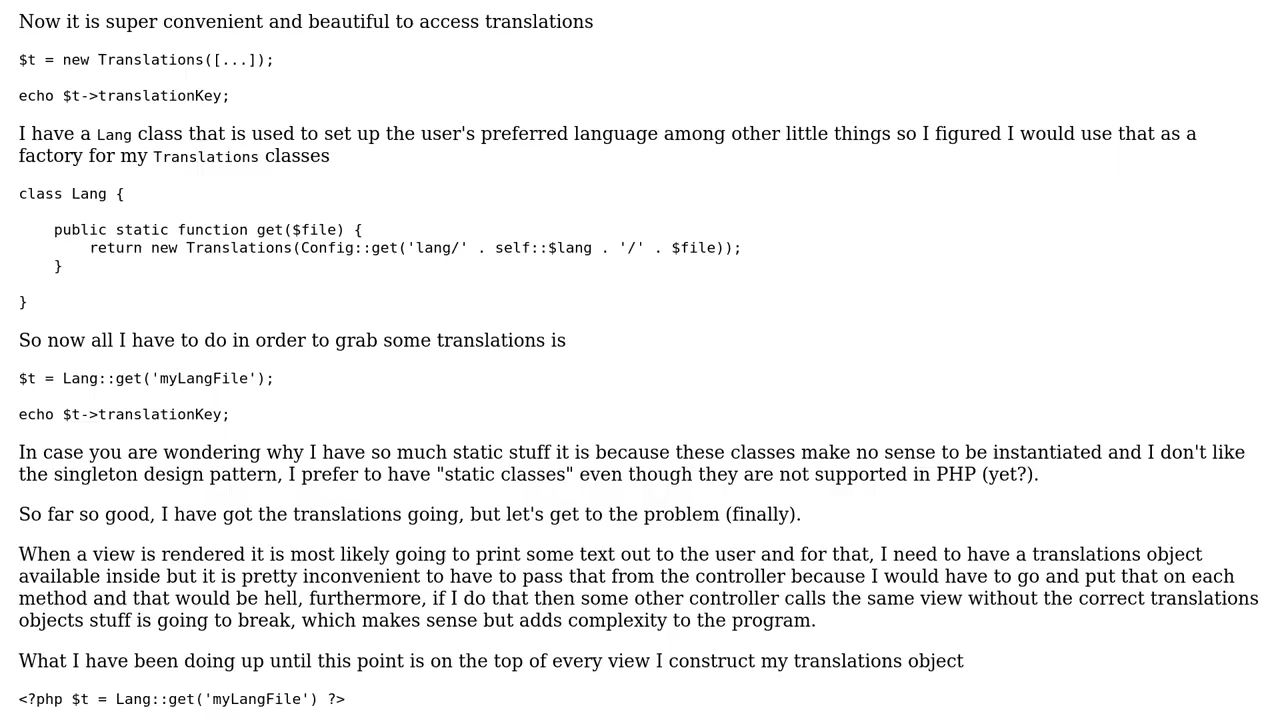 Now it is super convenient and beautiful to access translations
$t = new Translations([...]);
echo $t->translationKey;
I have a Lang class that is used to set up the user's preferred language among other little things so I figured I would use that as a
factory for my Translations classes
class Lang {
    public static function get($file) {
        return new Translations(Config::get('lang/' . self::$lang . '/' . $file));
    }
}
So now all I have to do in order to grab some translations is
$t = Lang::get('myLangFile');
echo $t->translationKey;
In case you are wondering why I have so much static stuff it is because these classes make no sense to be instantiated and I don't like
the singleton design pattern, I prefer to have "static classes" even though they are not supported in PHP (yet?).
So far so good, I have got the translations going, but let's get to the problem (finally).
When a view is rendered it is most likely going to print some text out to the user and for that, I need to have a translations object
available inside but it is pretty inconvenient to have to pass that from the controller because I would have to go and put that on each
method and that would be hell, furthermore, if I do that then some other controller calls the same view without the correct translations
objects stuff is going to break, which makes sense but adds complexity to the program.
What I have been doing up until this point is on the top of every view I construct my translations object
<?php $t = Lang::get('myLangFile') ?>